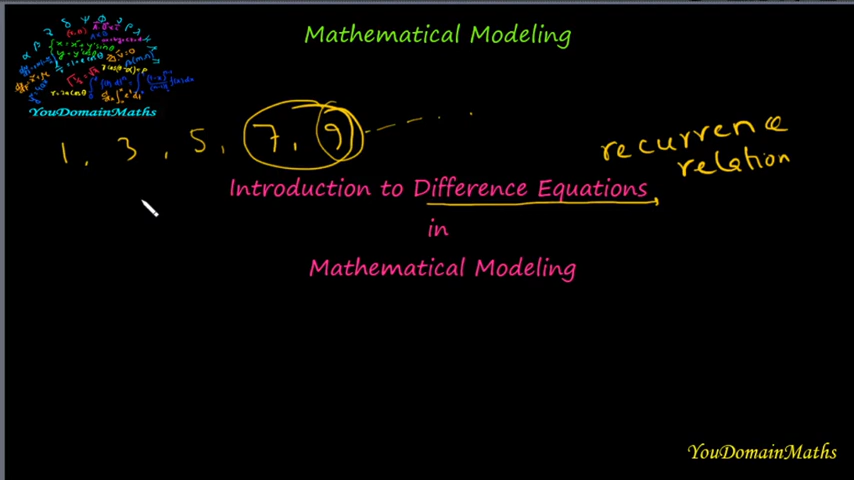 Mathematical Modeling
YouDomainMaths
1, 3, 5, 7, 9
recurrence
relation
Introduction to Difference Equations
in
Mathematical Modeling
YouDomainMaths